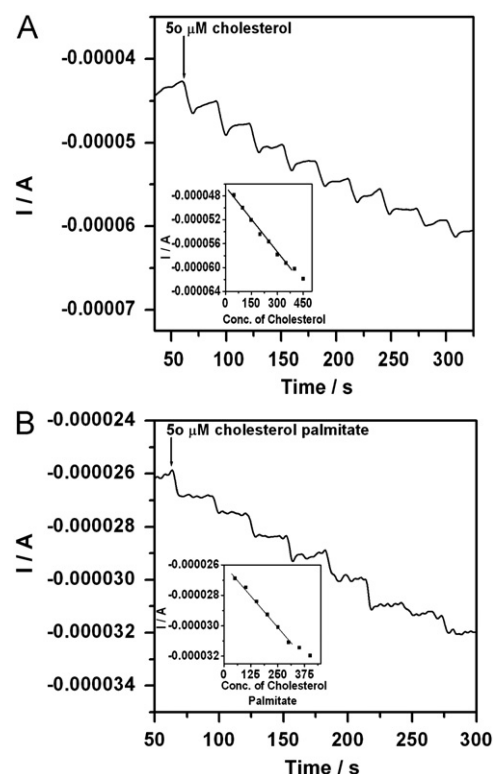 A
50 μM cholesterol
-0.00004
-0.00005
-0.00006
-0.00007
I / A
-0.000048
-0.000052
-0.000056
-0.000060
-0.000064
I / A
0 150 300 450
Conc. of Cholesterol
50 100 150 200 250 300
Time / s
B
-0.000024
5o μM cholesterol palmitate
-0.000026
-0.000028
-0.000030
-0.000032
-0.000034
I / A
-0.000026
-0.000028
-0.000030
-0.000032
I / A
0 125 250 375
Conc. of Cholesterol
Palmitate
50 100 150 200 250 300
Time / s